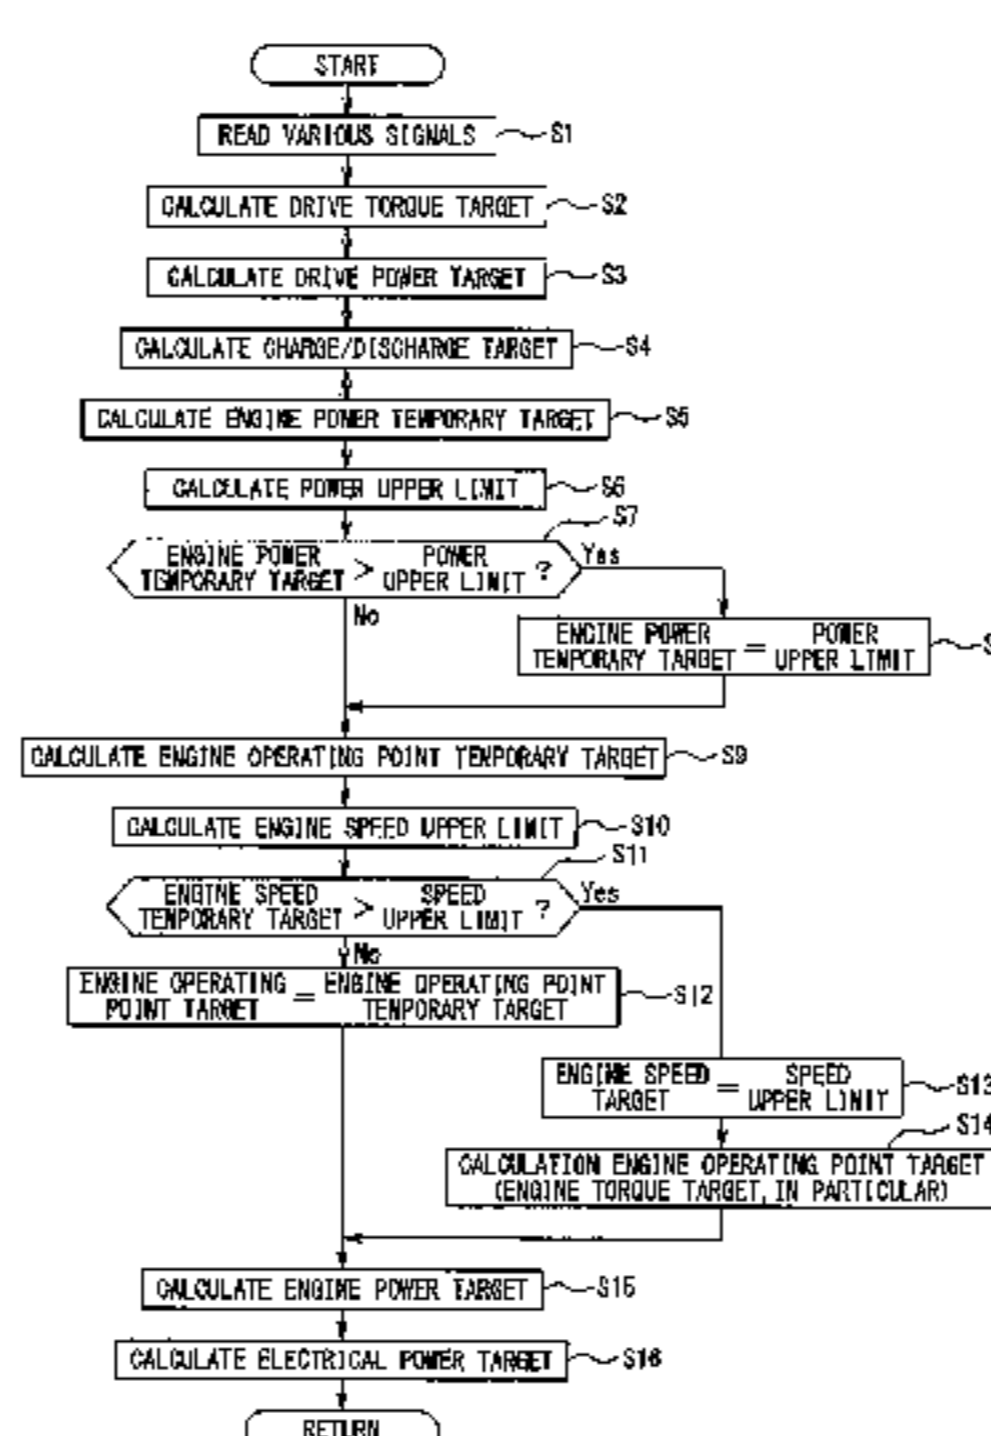 START
READ VARIOUS SIGNALS S1
CALCULATE DRIVE TORQUE TARGET S2
CALCULATE DRIVE POWER TARGET S3
CALCULATE CHARGE/DISCHARGE TARGET S4
CALCULATE ENGINE POWER TEMPORARY TARGET S5
CALCULATE POWER UPPER LIMIT S6
S7
ENGINE POWER POWER
TEMPORARY TARGET > UPPER LIMIT ? Yes
No
ENGINE POWER POWER
TEMPORARY TARGET = UPPER LIMIT
CALCULATE ENGINE OPERATING POINT TEMPORARY TARGET S9
CALCULATE ENGINE SPEED UPPER LIMIT S10
S11
ENGINE SPEED SPEED
TEMPORARY TARGET > UPPER LIMIT ? Yes
No
ENGINE OPERATING = ENGINE OPERATING POINT S12
POINT TARGET TEMPORARY TARGET
ENGINE SPEED = SPEED S13
TARGET UPPER LIMIT
S14
CALCULATION ENGINE OPERATING POINT TARGET
(ENGINE TORQUE TARGET, IN PARTICULAR)
CALCULATE ENGINE POWER TARGET S15
CALCULATE ELECTRICAL POWER TARGET S16
RETURN